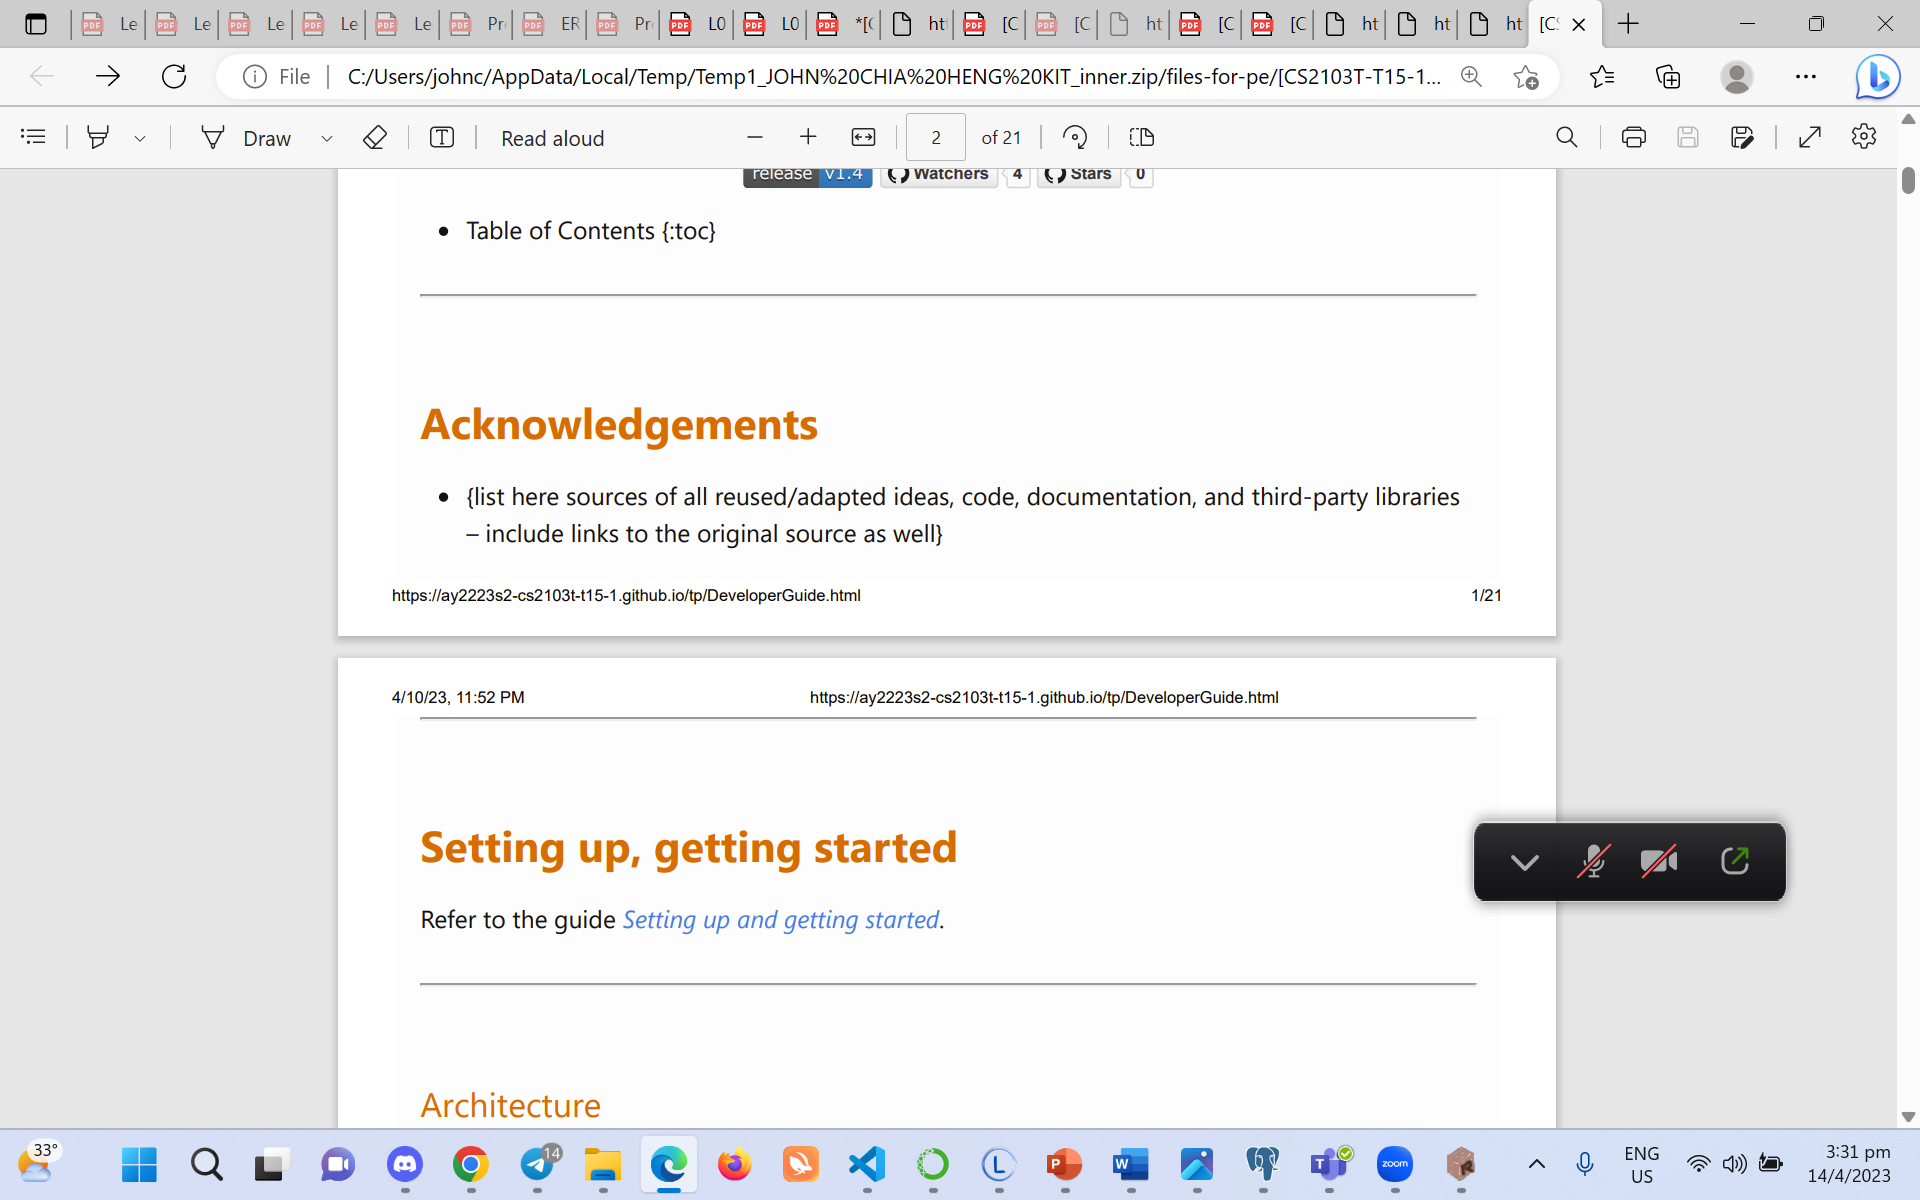 Le
Le
Le
Le
Le
Pr
ER
Pr
L0
L0
*[C
ht
[C
[C
ht
[C
[C
ht
ht
ht
[CS
File
C:/Users/johnc/AppData/Local/Temp/Temp1_JOHN%20CHIA%20HENG%20KIT_inner.zip/files-for-pe/[CS2103T-T15-1...
Draw
Read aloud
2
of 21
release v1.4
Watchers 4
Stars 0
• Table of Contents {:toc}
Acknowledgements
• {list here sources of all reused/adapted ideas, code, documentation, and third-party libraries
– include links to the original source as well}
https://ay2223s2-cs2103t-t15-1.github.io/tp/DeveloperGuide.html
1/21
4/10/23, 11:52 PM
https://ay2223s2-cs2103t-t15-1.github.io/tp/DeveloperGuide.html
Setting up, getting started
Refer to the guide Setting up and getting started.
Architecture
33°
14
zoom
ENG
US
3:31 pm
14/4/2023